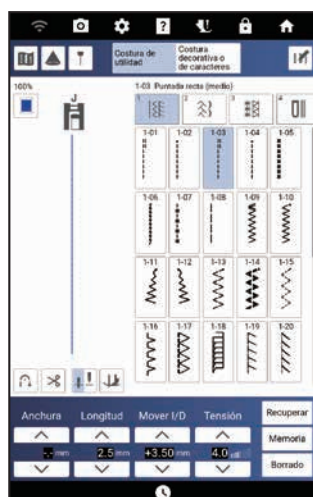 ?
Costura de utilidad
Costura decorativa o de caracteres
100%
1-03 Puntada recta (medio)
J
1
2
3
4
1-01
1-02
1-03
1-04
1-05
1-06
1-07
1-08
1-09
1-10
1-11
1-12
1-13
1-14
1-15
1-16
1-17
1-18
1-19
1-20
Anchura
Longitud
Mover I/D
Tensión
Recuperar
Memoria
Borrado
-.- mm
2.5 mm
+3.50 mm
4.0